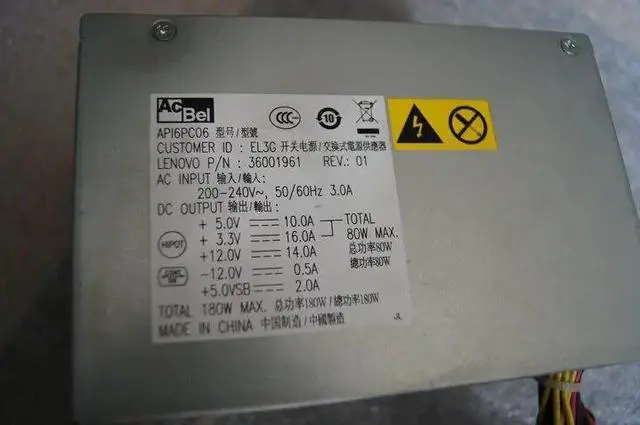 AcBel
API6PC06 型号/型號
CUSTOMER ID : EL3G 开关电源/交換式電源供應器
LENOVO P/N : 36001961 REV.: 01
AC INPUT 输入/輸入:
200-240V~, 50/60Hz 3.0A
DC OUTPUT 输出/輸出:
+ 5.0V 10.0A TOTAL
+ 3.3V 16.0A 80W MAX.
+12.0V 14.0A 总功率80W
-12.0V 0.5A 總功率80W
+5.0VSB 2.0A
HIPOT
TOTAL 180W MAX. 总功率180W/總功率180W
MADE IN CHINA 中国制造/中國製造
JL
CCC
10